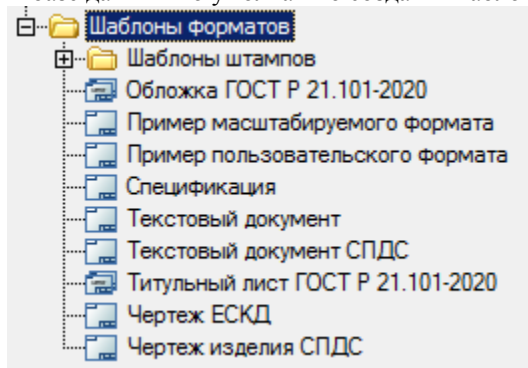 Шаблоны форматов
Шаблоны штампов
Обложка ГОСТ Р 21.101-2020
Пример масштабируемого формата
Пример пользовательского формата
Спецификация
Текстовый документ
Текстовый документ СПДС
Титульный лист ГОСТ Р 21.101-2020
Чертеж ЕСКД
Чертеж изделия СПДС